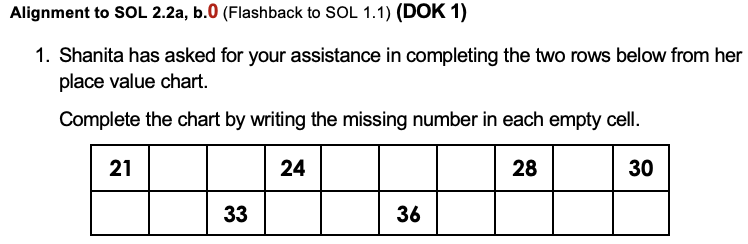 Alignment to SOL 2.2a, b.0 (Flashback to SOL 1.1) (DOK 1)
1. Shanita has asked for your assistance in completing the two rows below from her
place value chart.
Complete the chart by writing the missing number in each empty cell.
21 24 28 30
33 36